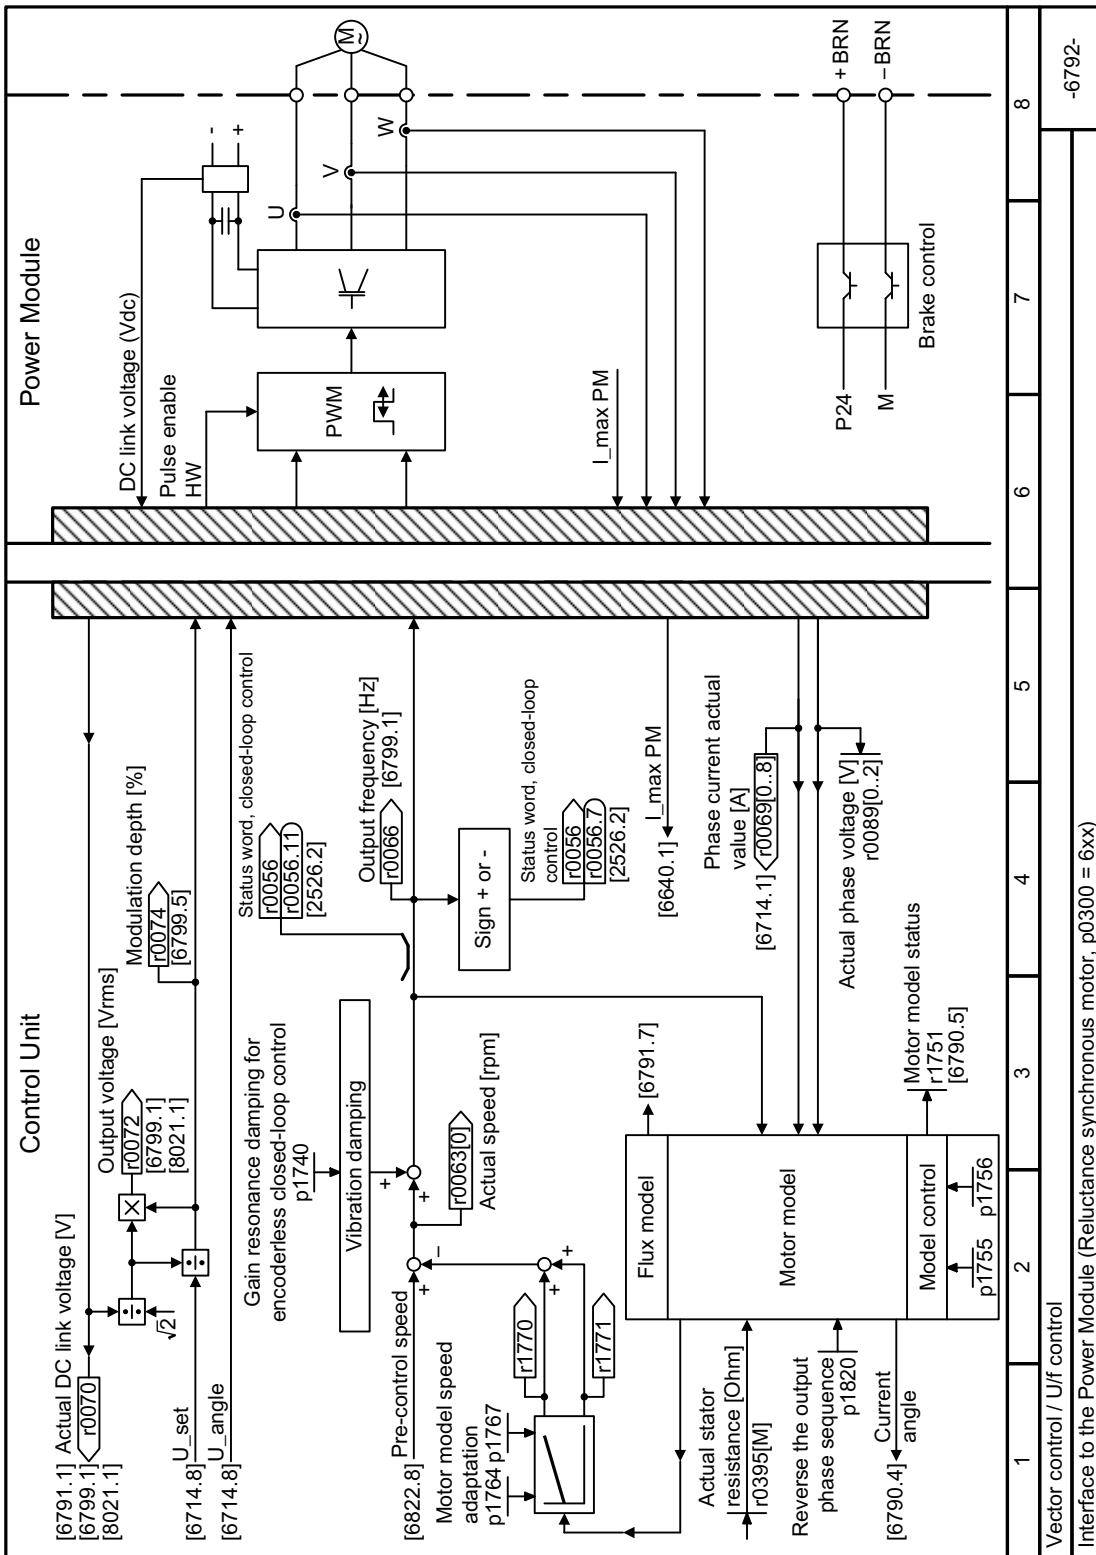 Control Unit
Power Module
[6791.1]
[6799.1]
[8021.1]
Actual DC link voltage [V]
r0070
√2
Output voltage [Vrms]
r0072
[6799.1]
[8021.1]
Modulation depth [%]
r0074
[6799.5]
[6714.8]
U_set
[6714.8]
U_angle
DC link voltage (Vdc)
-
+
Pulse enable
HW
PWM
U
V
W
M
~
Gain resonance damping for
encoderless closed-loop control
p1740
Vibration damping
Status word, closed-loop control
r0056
r0056.11
[2526.2]
Output frequency [Hz]
r0066
[6799.1]
[6822.8]
Pre-control speed
+
–
+
+
r0063[0]
Actual speed [rpm]
Sign + or -
Status word, closed-loop
control
r0056
r0056.7
[2526.2]
Motor model speed
adaptation
p1764 p1767
r1770
r1771
+
+
I_max PM
[6640.1]
I_max PM
Actual stator
resistance [Ohm]
r0395[M]
Reverse the output
phase sequence
p1820
[6790.4]
Current
angle
Flux model
Motor model
Model control
p1755
p1756
[6791.7]
Motor model status
r1751
[6790.5]
Phase current actual
value [A]
[6714.1]
r0069[0..8]
Actual phase voltage [V]
r0089[0..2]
P24
M
Brake control
+ BRN
– BRN
1
2
3
4
5
6
7
8
Vector control / U/f control
Interface to the Power Module (Reluctance synchronous motor, p0300 = 6xx)
-6792-